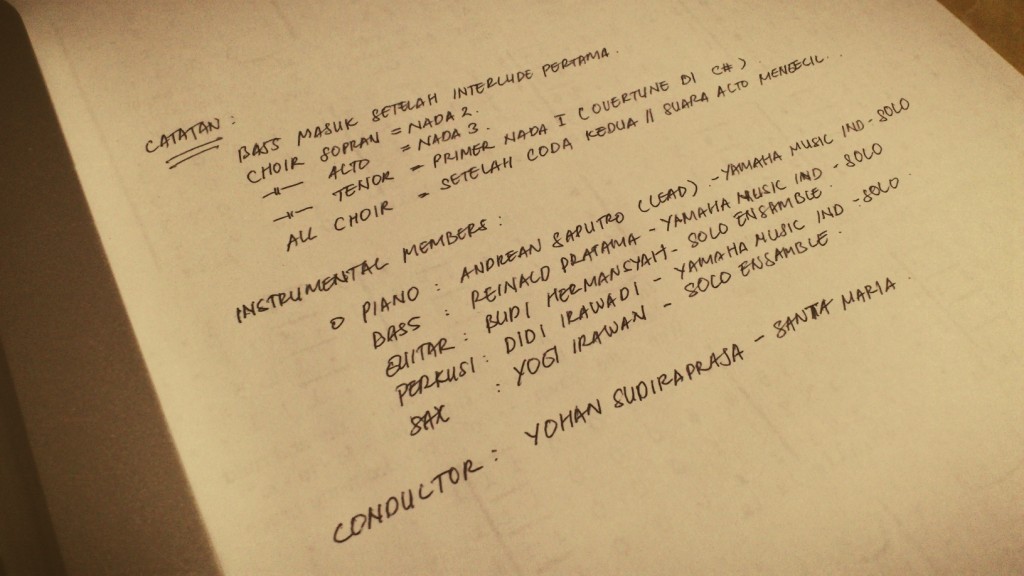 CATATAN :
BASS MASUK SETELAH INTERLUDE PERTAMA.
CHOIR SOPRAN = NADA 2.
-〃- ALTO = NADA 3.
-〃- TENOR - PRIMER NADA I (OVERTUNE DI C#)
ALL CHOIR - SETELAH CODA KEDUA // SUARA ALTO MENGECIL..
INSTRUMENTAL MEMBERS :
O PIANO : ANDREAN SAPUTRO (LEAD) - YAMAHA MUSIC IND - SOLO
BASS : REINALD PRATAMA - YAMAHA MUSIC IND - SOLO
GUITAR : BUDI HERMANSYAH - SOLO ENSAMBLE.
PERKUSI : DIDI IRAWADI - YAMAHA MUSIC IND - SOLO.
SAX : YOGI IRAWAN - SOLO ENSAMBLE.
CONDUCTOR : YOHAN SUDIRAPRAJA - SANTA MARIA.